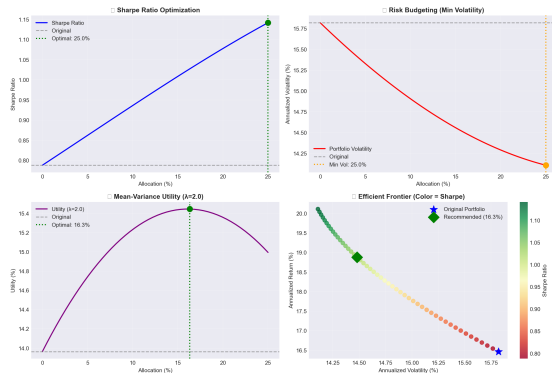 □ Sharpe Ratio Optimization
1.15
1.10
1.05
1.00
0.95
0.90
0.85
0.80
Sharpe Ratio
Sharpe Ratio
Original
Optimal: 25.0%
0
5
10
15
20
25
Allocation (%)
□ Risk Budgeting (Min Volatility)
15.75
15.50
15.25
15.00
14.75
14.50
14.25
Annualized Volatility (%)
Portfolio Volatility
Original
Min Vol: 25.0%
0
5
10
15
20
25
Allocation (%)
□ Mean-Variance Utility (λ=2.0)
15.4
15.2
15.0
14.8
14.6
14.4
14.2
14.0
Utility (%)
Utility (λ=2.0)
Original
Optimal: 16.3%
0
5
10
15
20
25
Allocation (%)
□ Efficient Frontier (Color = Sharpe)
20.0
19.5
19.0
18.5
18.0
17.5
17.0
16.5
Annualized Return (%)
Original Portfolio
Recommended (16.3%)
14.25
14.50
14.75
15.00
15.25
15.50
15.75
Annualized Volatility (%)
1.10
1.05
1.00
0.95
0.90
0.85
0.80
Sharpe Ratio